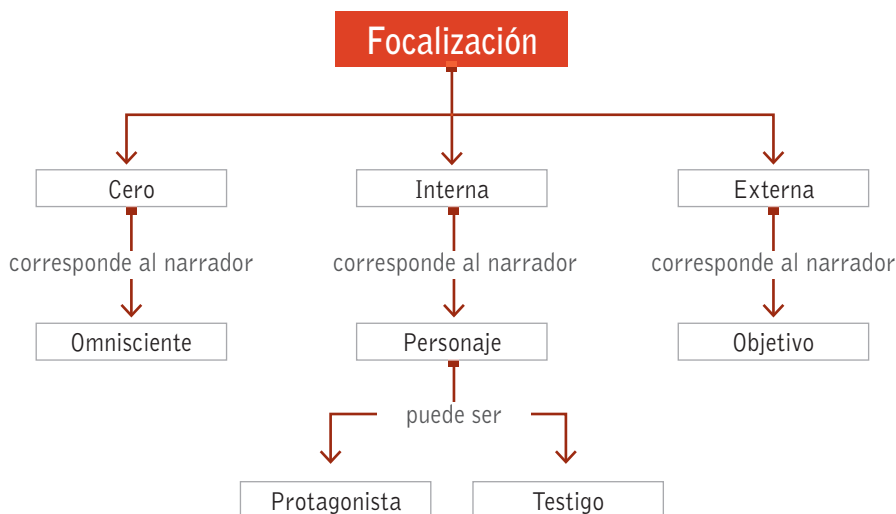 Focalización
Cero
Interna
Externa
corresponde al narrador
corresponde al narrador
corresponde al narrador
Omnisciente
Personaje
Objetivo
puede ser
Protagonista
Testigo